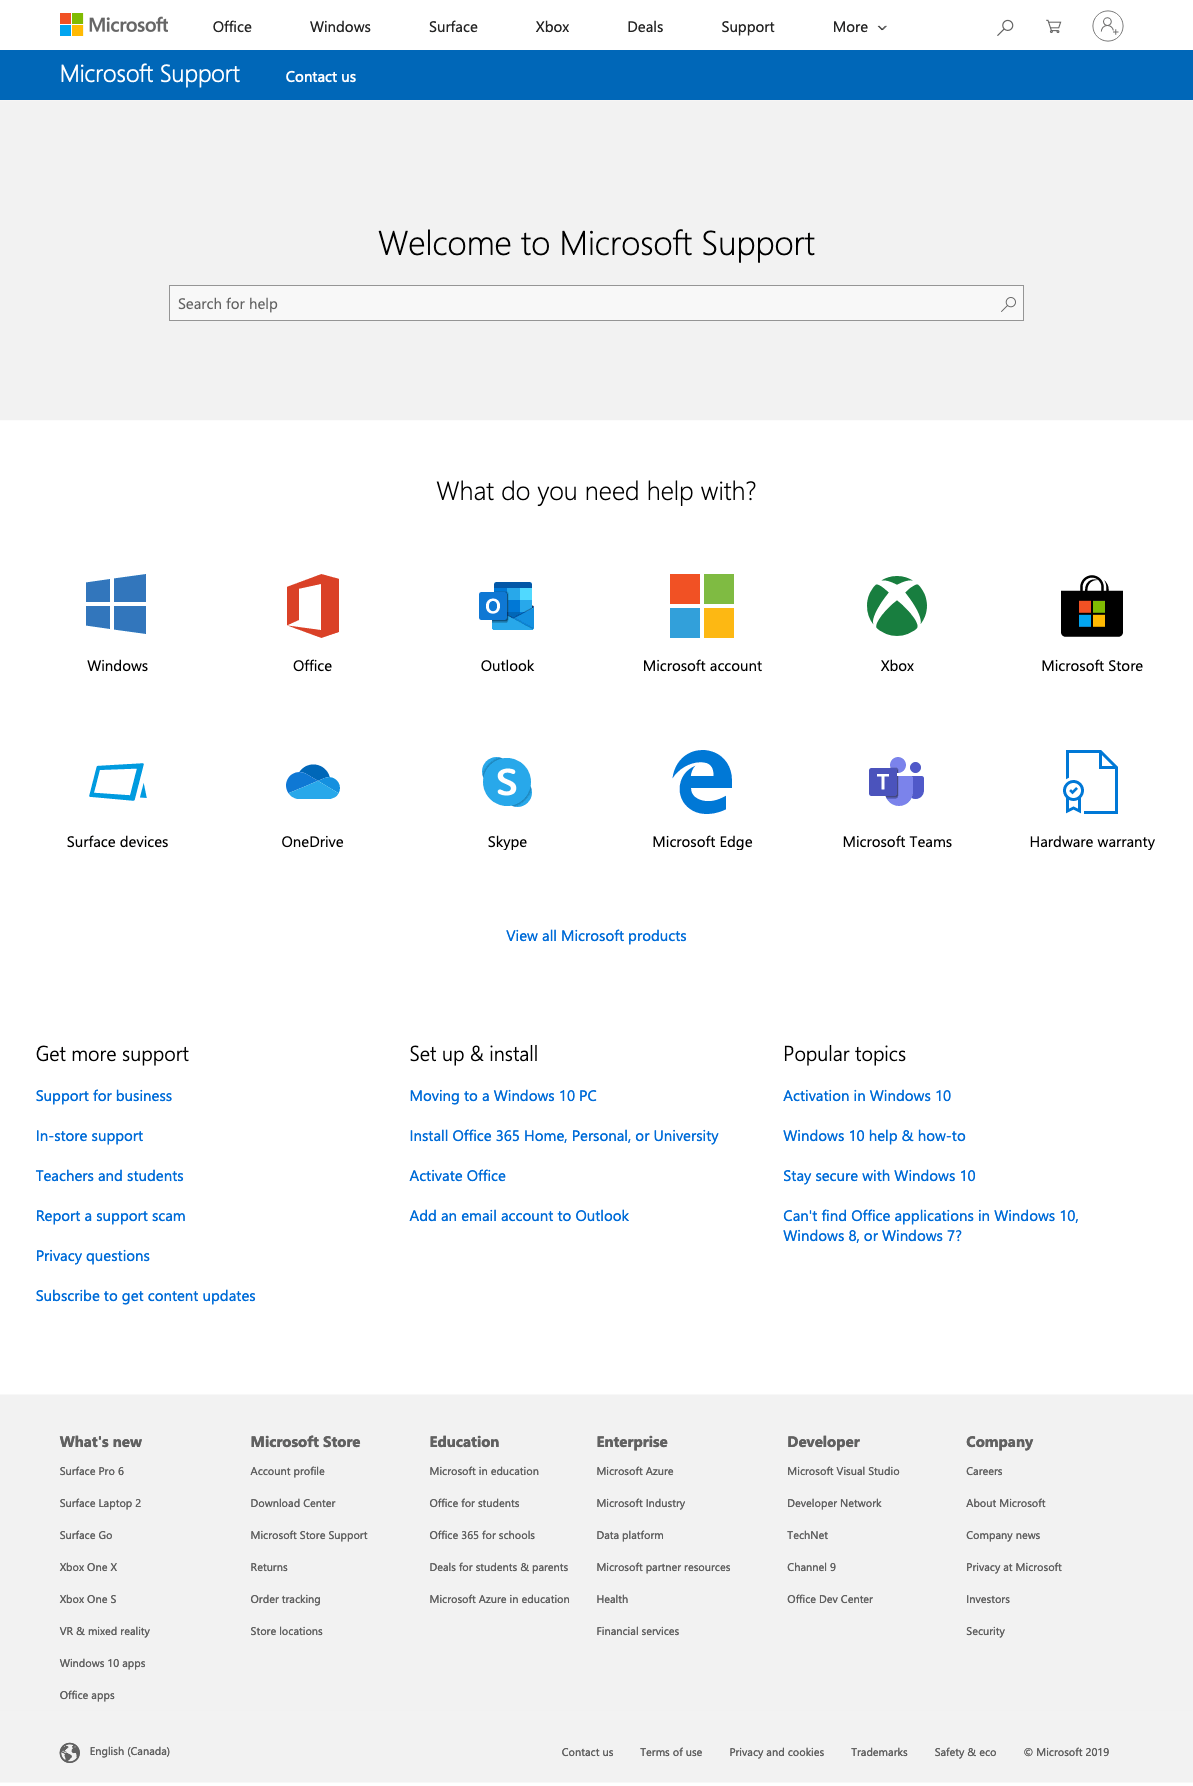 Microsoft
Office
Windows
Surface
Xbox
Deals
Support
More
Microsoft Support
Contact us
Welcome to Microsoft Support
Search for help
What do you need help with?
Windows
Office
O
Outlook
Microsoft account
Xbox
Microsoft Store
Surface devices
OneDrive
S
Skype
Microsoft Edge
T
Microsoft Teams
Hardware warranty
View all Microsoft products
Get more support
Support for business
In-store support
Teachers and students
Report a support scam
Privacy questions
Subscribe to get content updates
Set up & install
Moving to a Windows 10 PC
Install Office 365 Home, Personal, or University
Activate Office
Add an email account to Outlook
Popular topics
Activation in Windows 10
Windows 10 help & how-to
Stay secure with Windows 10
Can't find Office applications in Windows 10,
Windows 8, or Windows 7?
What's new
Surface Pro 6
Surface Laptop 2
Surface Go
Xbox One X
Xbox One S
VR & mixed reality
Windows 10 apps
Office apps
Microsoft Store
Account profile
Download Center
Microsoft Store Support
Returns
Order tracking
Store locations
Education
Microsoft in education
Office for students
Office 365 for schools
Deals for students & parents
Microsoft Azure in education
Enterprise
Microsoft Azure
Microsoft Industry
Data platform
Microsoft partner resources
Health
Financial services
Developer
Microsoft Visual Studio
Developer Network
TechNet
Channel 9
Office Dev Center
Company
Careers
About Microsoft
Company news
Privacy at Microsoft
Investors
Security
English (Canada)
Contact us
Terms of use
Privacy and cookies
Trademarks
Safety & eco
© Microsoft 2019